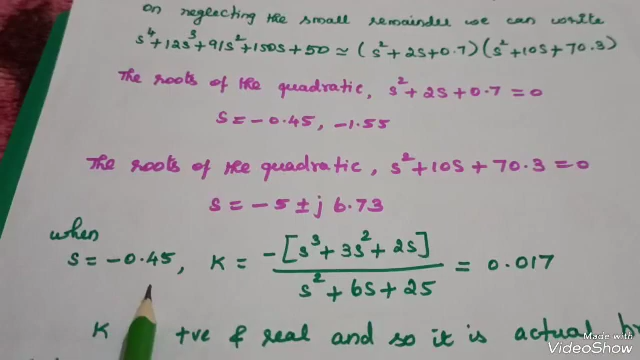 on neglecting the small remainder we can write
s⁴+12s³+91s²+150s+50 ≃ (s²+2s+0.7)(s²+10s+70.3)
The roots of the quadratic, s²+2s+0.7=0
s=-0.45, -1.55
The roots of the quadratic, s²+10s+70.3=0
s = -5 ± j 6.73
when
s=-0.45, K = -[s³+3s²+2s] / s²+6s+25 = 0.017
K +ve & real and so it is actual
Made With
VideoShow